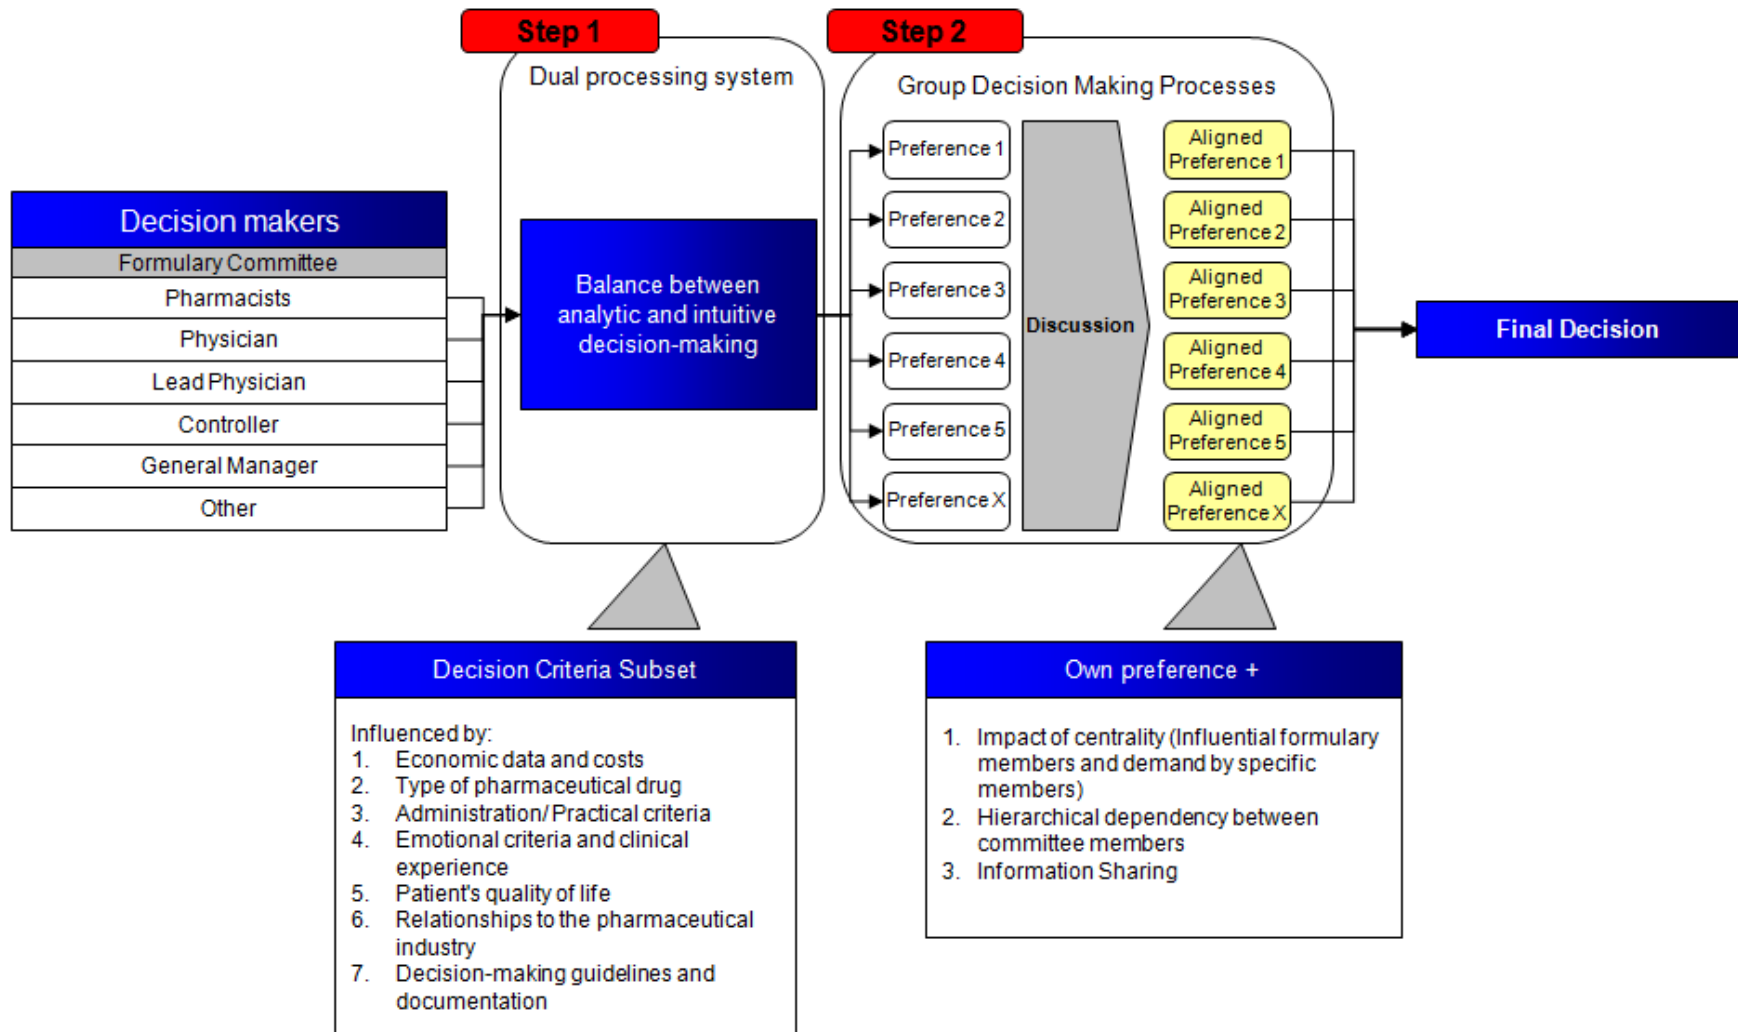 Step 1
Dual processing system
Step 2
Group Decision Making Processes
Decision makers
Formulary Committee
Pharmacists
Physician
Lead Physician
Controller
General Manager
Other
Balance between
analytic and intuitive
decision-making
Preference 1
Preference 2
Preference 3
Preference 4
Preference 5
Preference X
Discussion
Aligned
Preference 1
Aligned
Preference 2
Aligned
Preference 3
Aligned
Preference 4
Aligned
Preference 5
Aligned
Preference X
Final Decision
Decision Criteria Subset
Influenced by:
1. Economic data and costs
2. Type of pharmaceutical drug
3. Administration/ Practical criteria
4. Emotional criteria and clinical
experience
5. Patient's quality of life
6. Relationships to the pharmaceutical
industry
7. Decision-making guidelines and
documentation
Own preference +
1. Impact of centrality (Influential formulary
members and demand by specific
members)
2. Hierarchical dependency between
committee members
3. Information Sharing